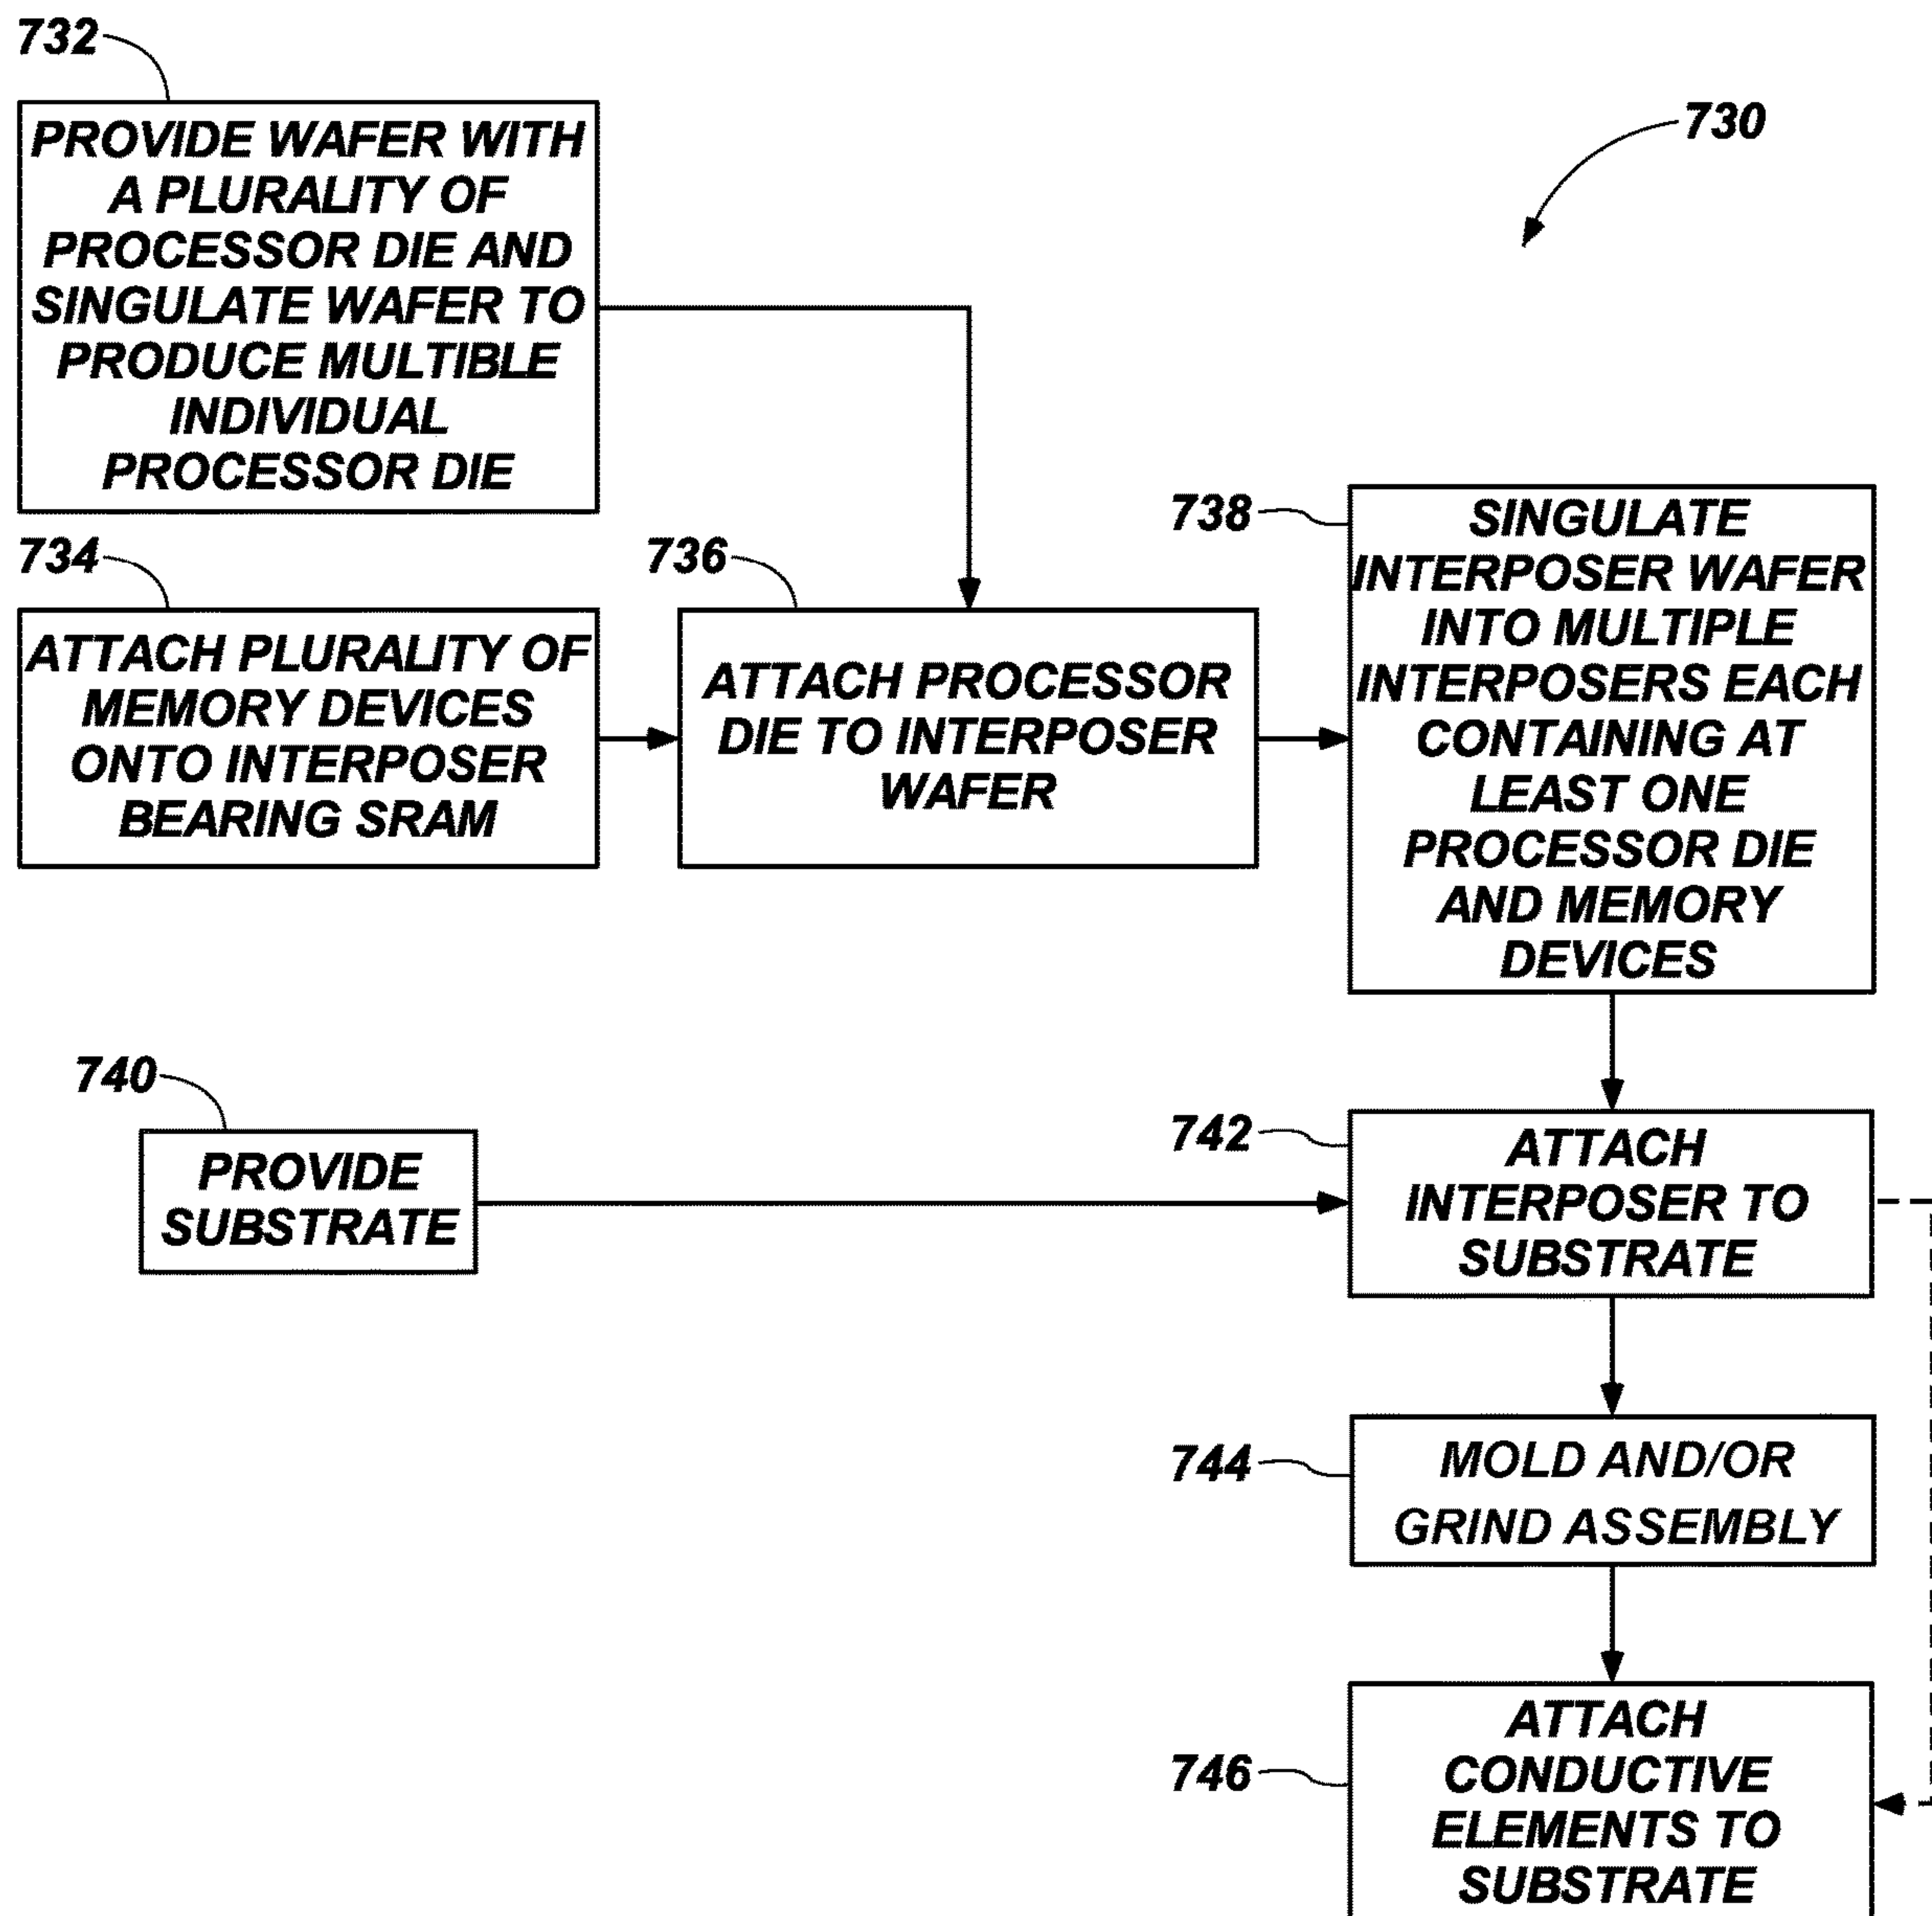 732
PROVIDE WAFER WITH
A PLURALITY OF
PROCESSOR DIE AND
SINGULATE WAFER TO
PRODUCE MULTIBLE
INDIVIDUAL
PROCESSOR DIE
730
734
ATTACH PLURALITY OF
MEMORY DEVICES
ONTO INTERPOSER
BEARING SRAM
736
ATTACH PROCESSOR
DIE TO INTERPOSER
WAFER
738
SINGULATE
INTERPOSER WAFER
INTO MULTIPLE
INTERPOSERS EACH
CONTAINING AT
LEAST ONE
PROCESSOR DIE
AND MEMORY
DEVICES
740
PROVIDE
SUBSTRATE
742
ATTACH
INTERPOSER TO
SUBSTRATE
744
MOLD AND/OR
GRIND ASSEMBLY
746
ATTACH
CONDUCTIVE
ELEMENTS TO
SUBSTRATE